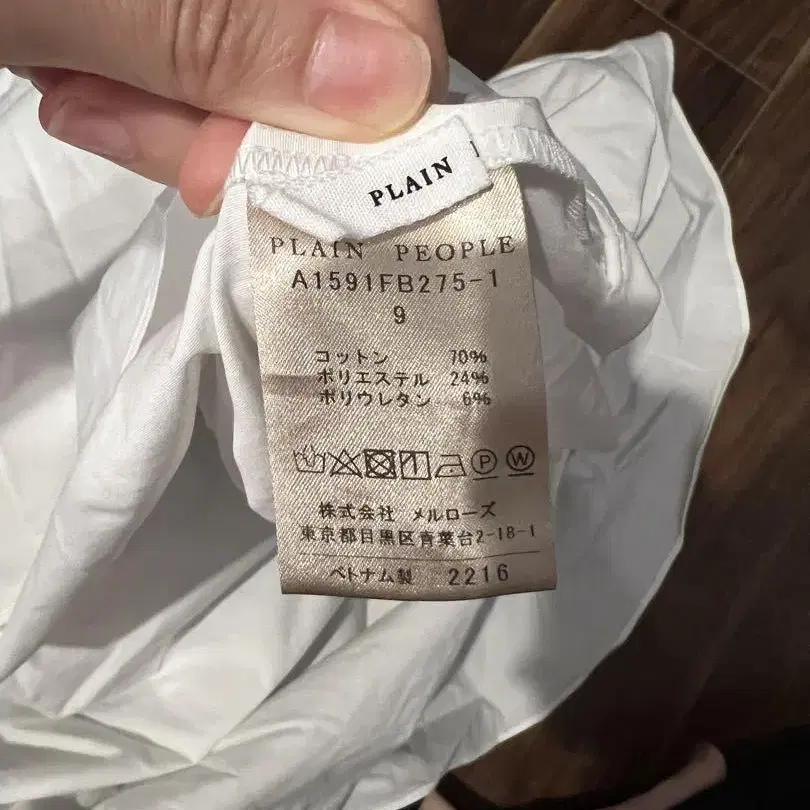 PLAIN
PLAIN PEOPLE
A1591FB275-1
9
コットン 70%
ポリエステル 24%
ポリウレタン 6%
P W
株式会社 メルローズ
東京都目黒区青葉台2-18-1
ベトナム製 2216